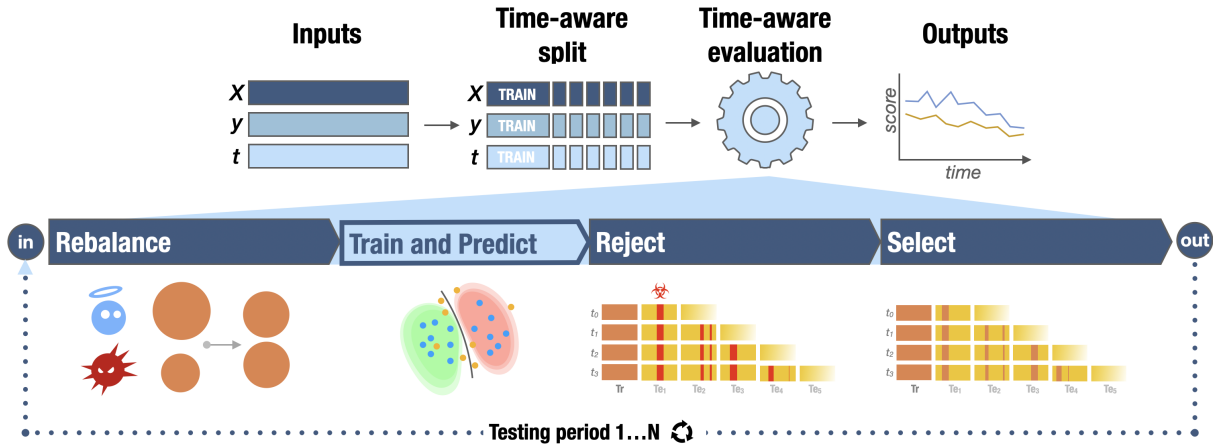 Inputs
Time-aware
split
Time-aware
evaluation
Outputs
X
y
t
X TRAIN
y TRAIN
t TRAIN
score
time
in
Rebalance
Train and Predict
Reject
Select
out
t0
t1
t2
t3
Tr Te1 Te2 Te3 Te4 Te5
t0
t1
t2
t3
Tr Te1 Te2 Te3 Te4 Te5
Testing period 1...N